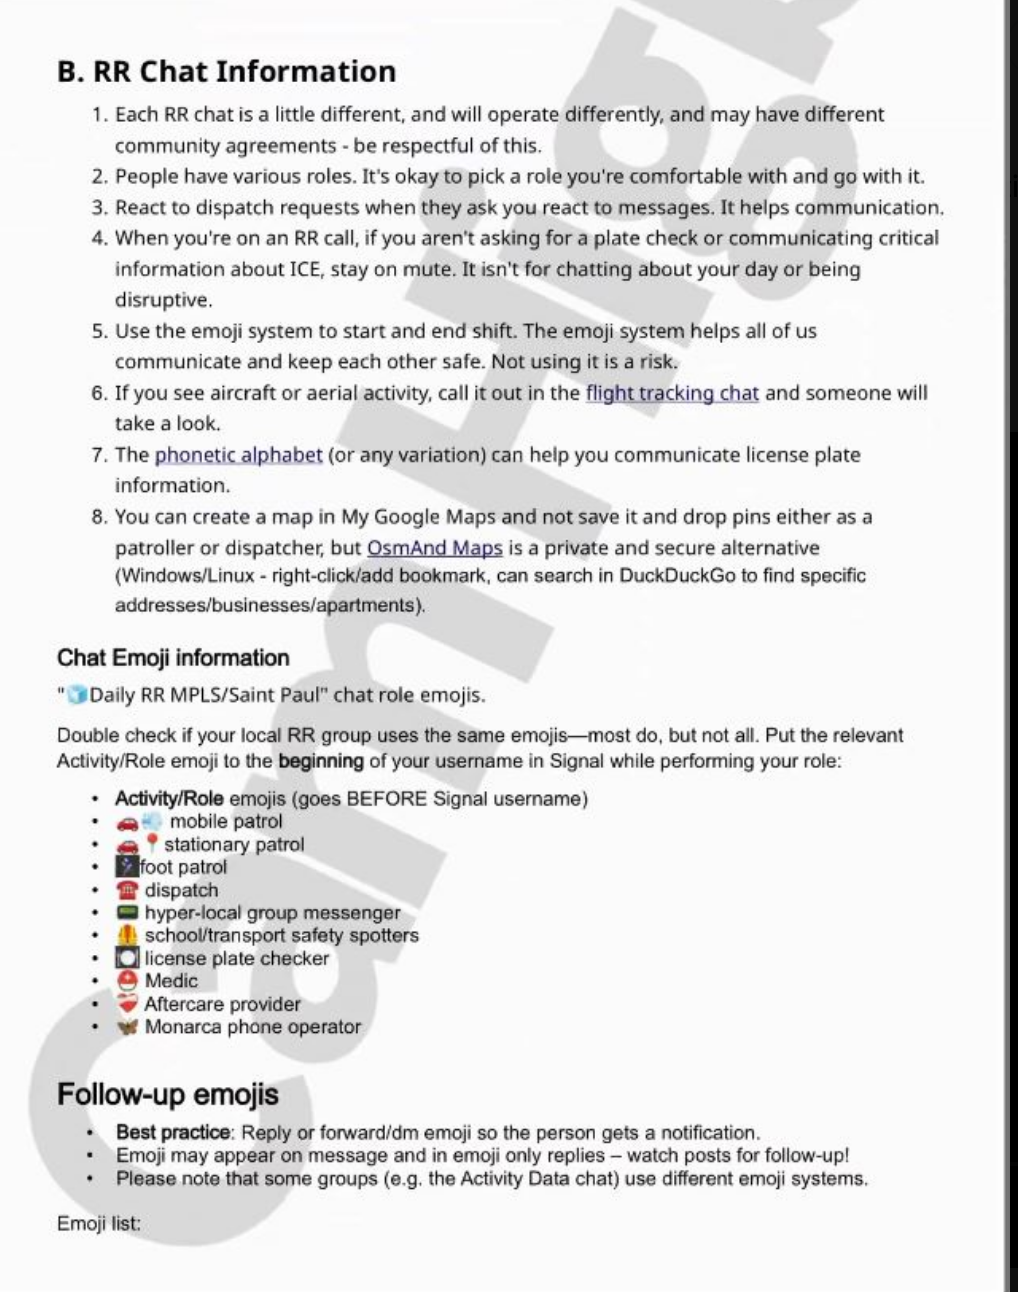 B. RR Chat Information
1. Each RR chat is a little different, and will operate differently, and may have different
community agreements - be respectful of this.
2. People have various roles. It's okay to pick a role you're comfortable with and go with it.
3. React to dispatch requests when they ask you react to messages. It helps communication.
4. When you're on an RR call, if you aren't asking for a plate check or communicating critical
information about ICE, stay on mute. It isn't for chatting about your day or being
disruptive.
5. Use the emoji system to start and end shift. The emoji system helps all of us
communicate and keep each other safe. Not using it is a risk.
6. If you see aircraft or aerial activity, call it out in the flight tracking chat and someone will
take a look.
7. The phonetic alphabet (or any variation) can help you communicate license plate
information.
8. You can create a map in My Google Maps and not save it and drop pins either as a
patroller or dispatcher, but OsmAnd Maps is a private and secure alternative
(Windows/Linux - right-click/add bookmark, can search in DuckDuckGo to find specific
addresses/businesses/apartments).
Chat Emoji information
"🧊Daily RR MPLS/Saint Paul" chat role emojis.
Double check if your local RR group uses the same emojis—most do, but not all. Put the relevant
Activity/Role emoji to the beginning of your username in Signal while performing your role:
• Activity/Role emojis (goes BEFORE Signal username)
• 🚗💨 mobile patrol
• 🚗📍stationary patrol
• foot patrol
• ☎️ dispatch
• 📟 hyper-local group messenger
• 🦺 school/transport safety spotters
• 🍽️ license plate checker
• ⛑️ Medic
• ❤️‍🩹 Aftercare provider
• 🦋 Monarca phone operator
Follow-up emojis
• Best practice: Reply or forward/dm emoji so the person gets a notification.
• Emoji may appear on message and in emoji only replies – watch posts for follow-up!
• Please note that some groups (e.g. the Activity Data chat) use different emoji systems.
Emoji list:
Cam Hig